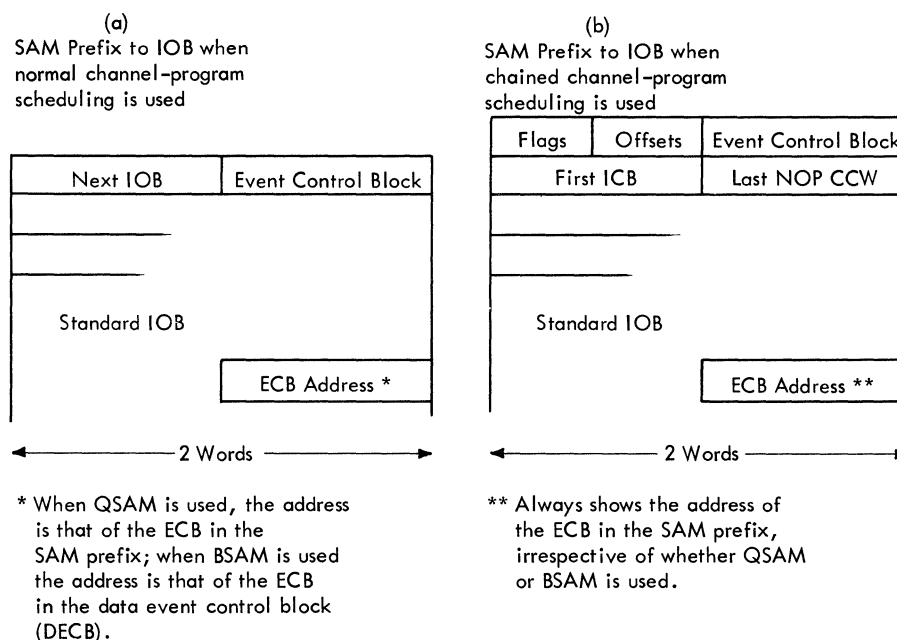 (a)
SAM Prefix to IOB when
normal channel-program
scheduling is used
Next IOB
Event Control Block
Standard IOB
ECB Address *
2 Words
* When QSAM is used, the address
is that of the ECB in the
SAM prefix; when BSAM is used
the address is that of the ECB
in the data event control block
(DECB).
(b)
SAM Prefix to IOB when
chained channel-program
scheduling is used
Flags
Offsets
Event Control Block
First ICB
Last NOP CCW
Standard IOB
ECB Address **
2 Words
** Always shows the address of
the ECB in the SAM prefix,
irrespective of whether QSAM
or BSAM is used.